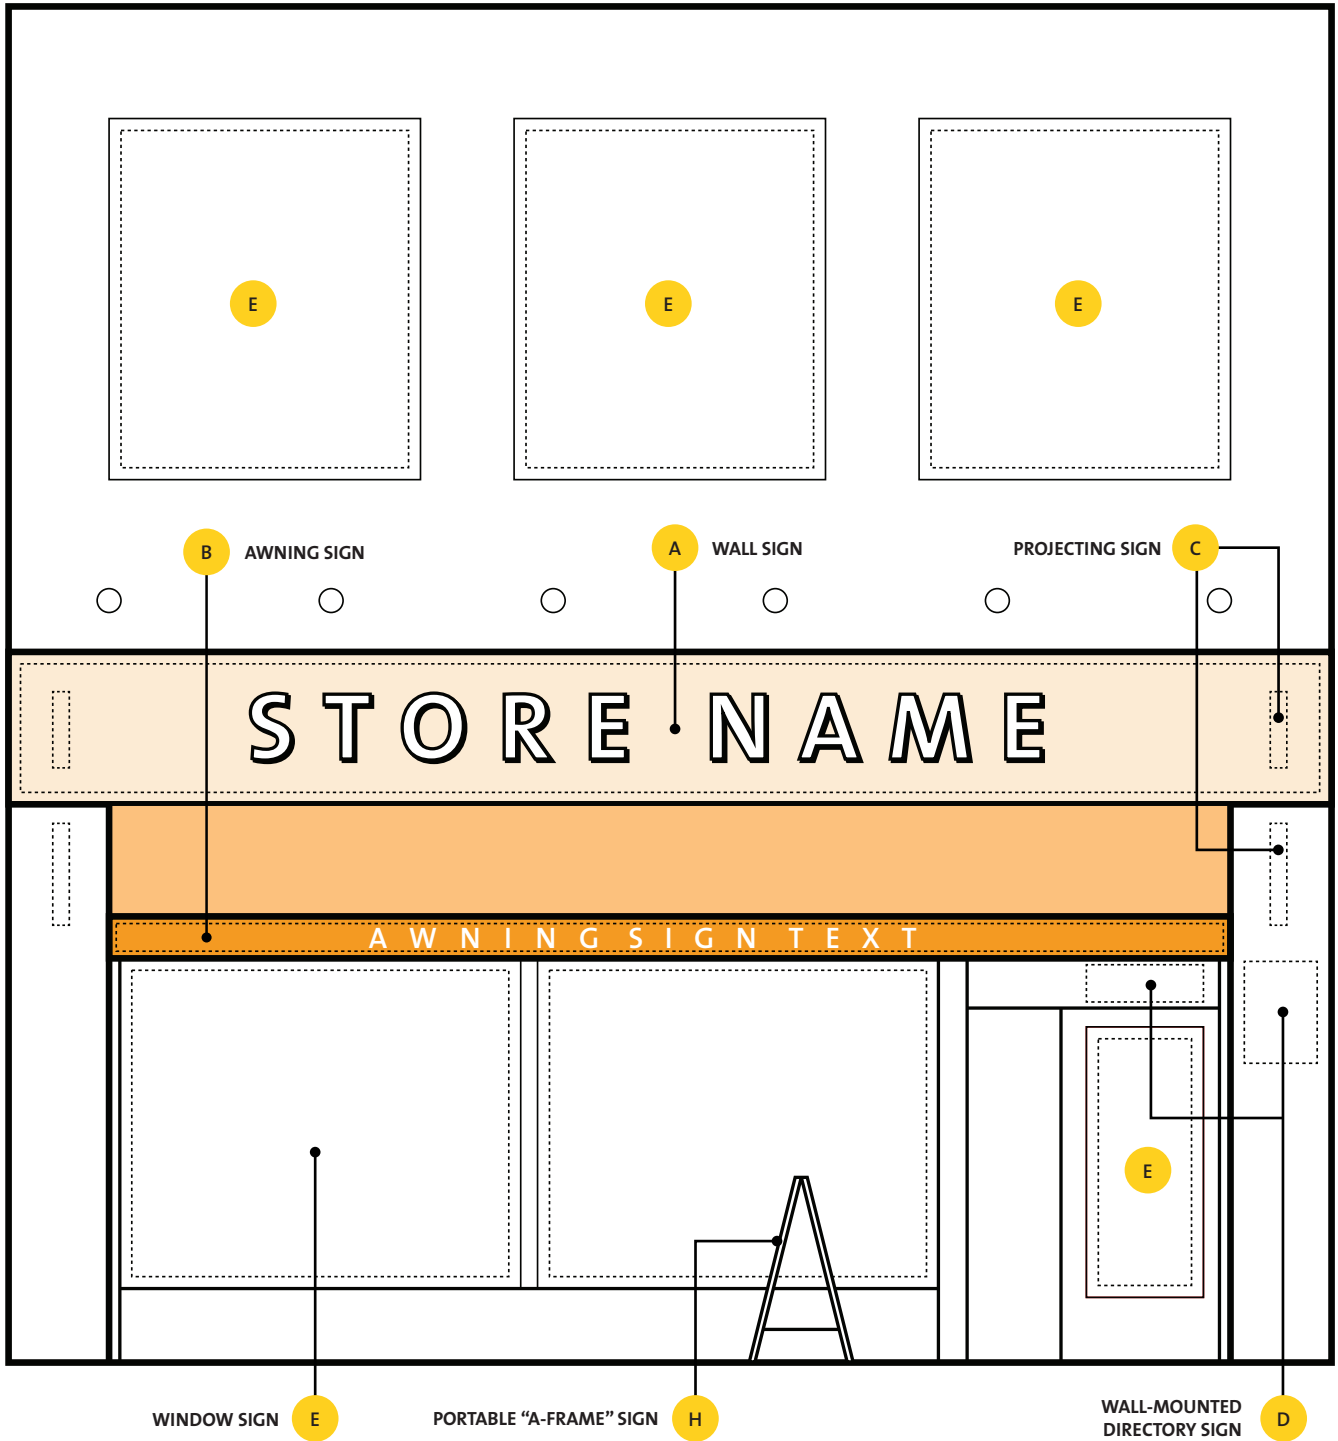 E
E
E
B AWNING SIGN
A WALL SIGN
PROJECTING SIGN C
STORE NAME
AWNING SIGN TEXT
E
WINDOW SIGN E
PORTABLE “A-FRAME” SIGN H
WALL-MOUNTED
DIRECTORY SIGN D